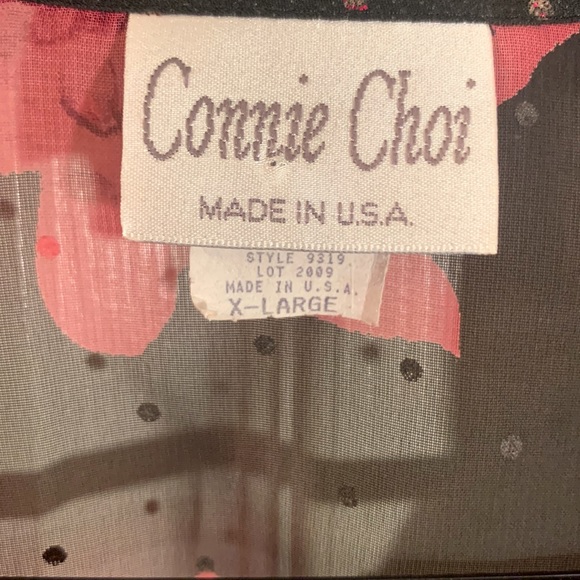 Connie Choi
MADE IN U.S.A.
STYLE 9319
LOT 2009
MADE IN U.S.A.
X-LARGE